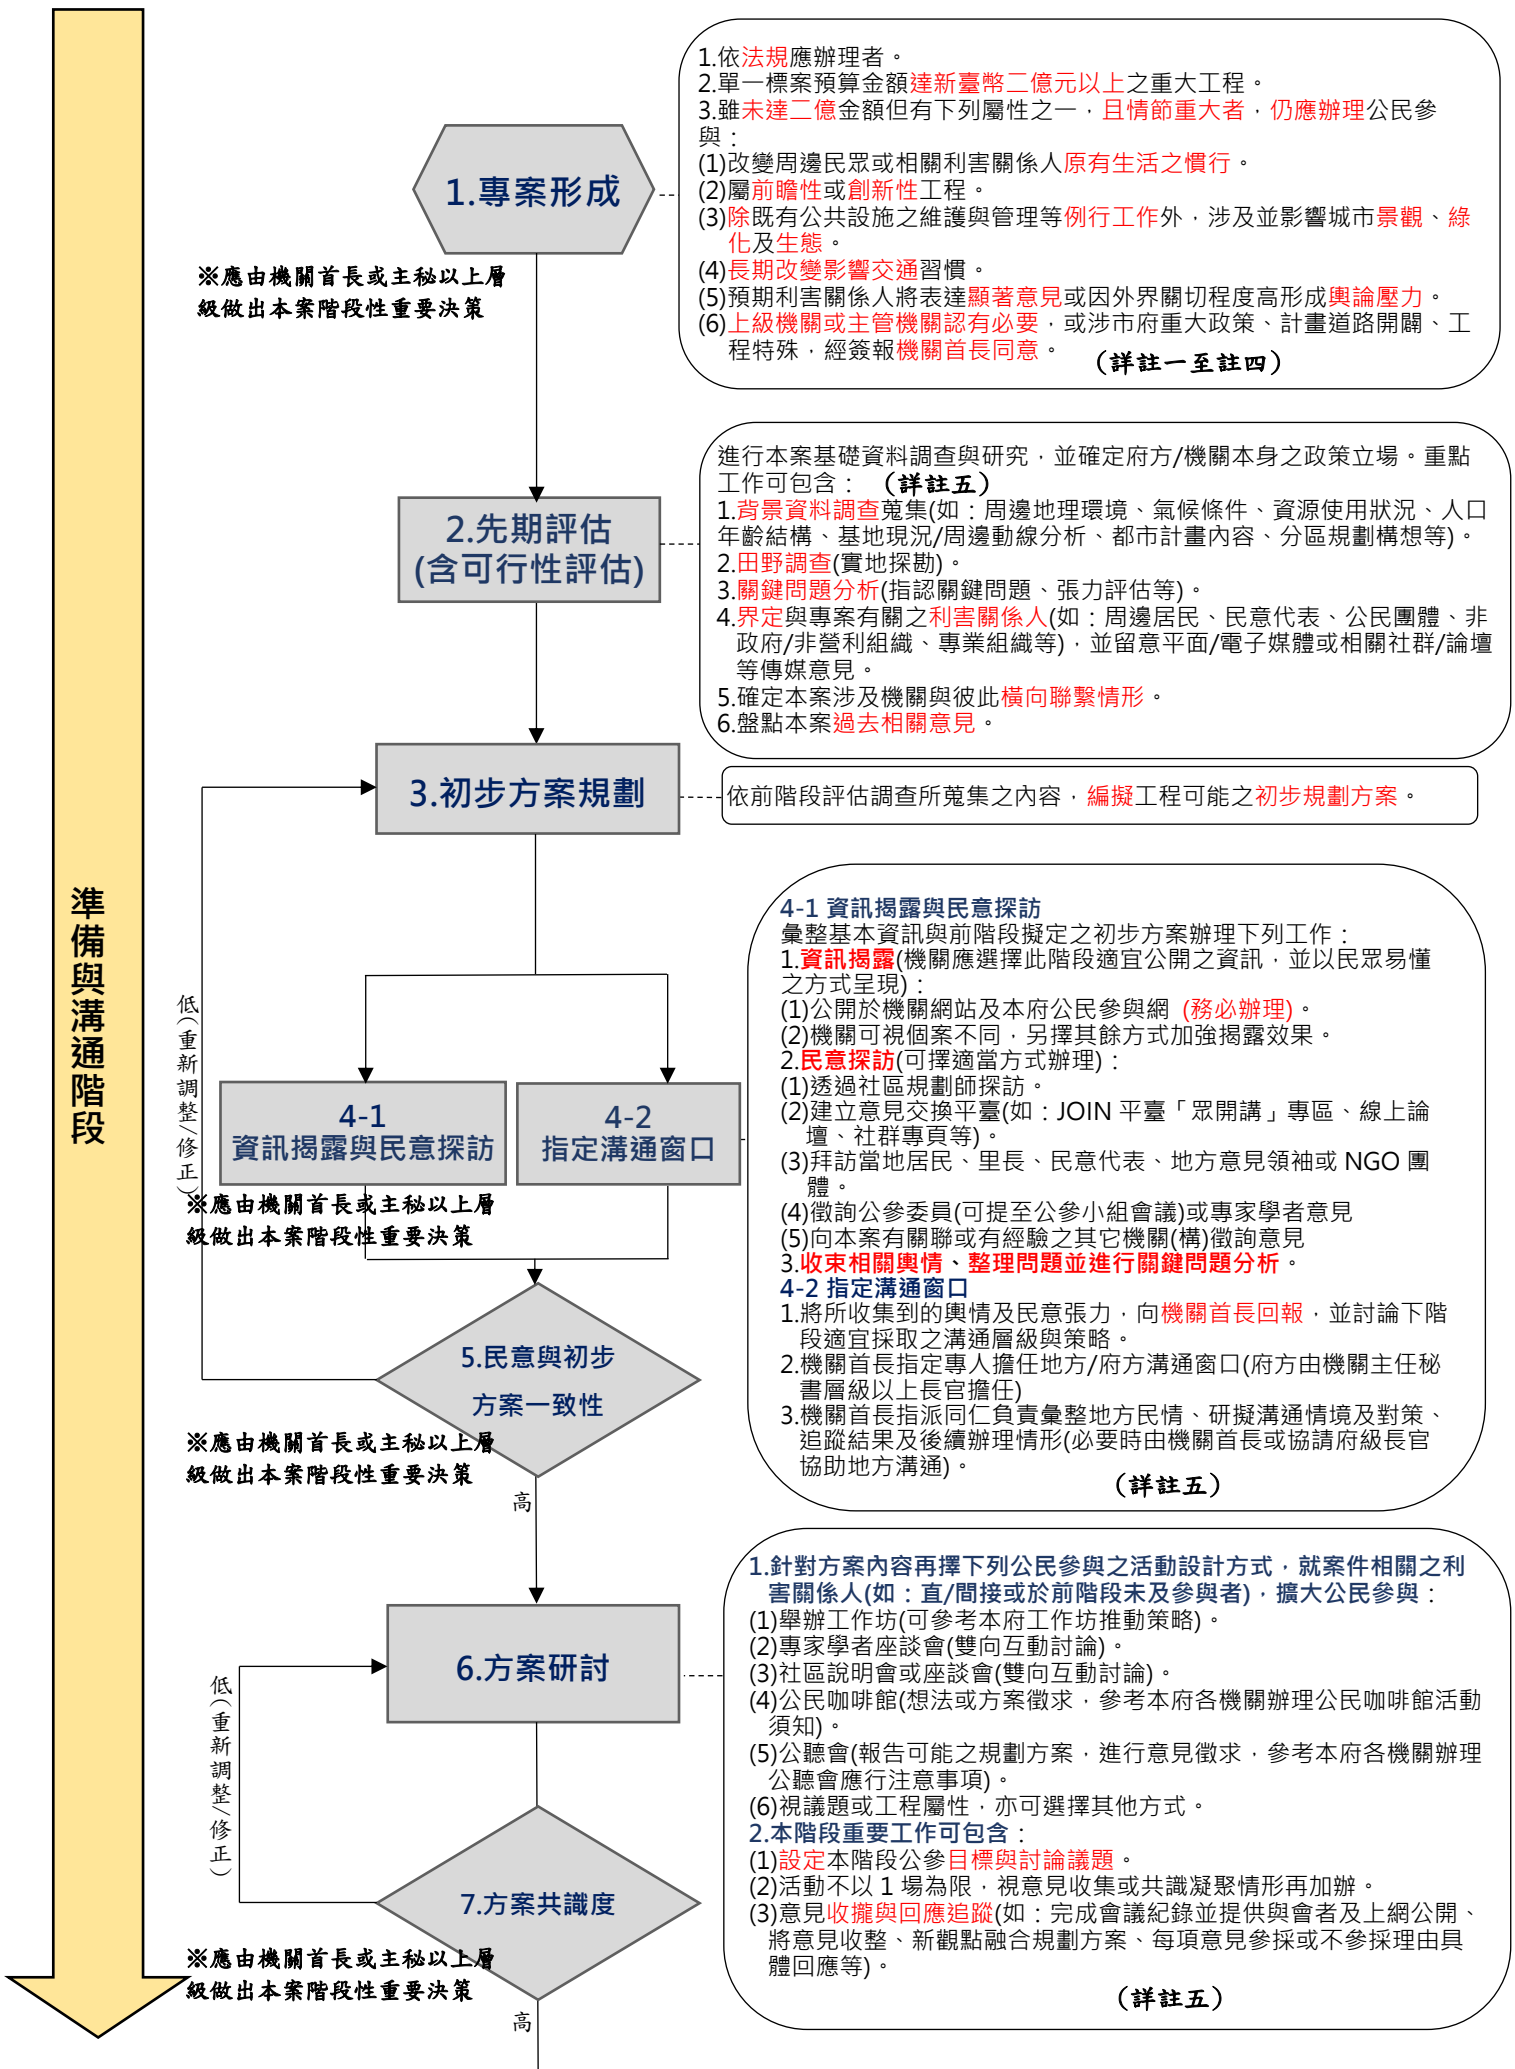 1.依法規應辦理者。
2.單一標案預算金額達新臺幣二億元以上之重大工程。
3.雖未達二億金額但有下列屬性之一，且情節重大者，仍應辦理公民參
與：
(1)改變周邊民眾或相關利害關係人原有生活之慣行。
(2)屬前瞻性或創新性工程。
(3)除既有公共設施之維護與管理等例行工作外，涉及並影響城市景觀、綠
化及生態。
(4)長期改變影響交通習慣。
(5)預期利害關係人將表達顯著意見或因外界關切程度高形成輿論壓力。
(6)上級機關或主管機關認有必要，或涉市府重大政策、計畫道路開闢、工
程特殊，經簽報機關首長同意。
（詳註一至註四）
1.專案形成
※應由機關首長或主秘以上層
級做出本案階段性重要決策
進行本案基礎資料調查與研究，並確定府方/機關本身之政策立場。重點
工作可包含：（詳註五）
1.背景資料調查蒐集(如：周邊地理環境、氣候條件、資源使用狀況、人口
年齡結構、基地現況/周邊動線分析、都市計畫內容、分區規劃構想等)。
2.田野調查(實地探勘)。
3.關鍵問題分析(指認關鍵問題、張力評估等)。
4.界定與專案有關之利害關係人(如：周邊居民、民意代表、公民團體、非
政府/非營利組織、專業組織等)，並留意平面/電子媒體或相關社群/論壇
等傳媒意見。
5.確定本案涉及機關與彼此橫向聯繫情形。
6.盤點本案過去相關意見。
2.先期評估
(含可行性評估)
3.初步方案規劃
依前階段評估調查所蒐集之內容，編擬工程可能之初步規劃方案。
準備與溝通階段
低(重新調整/修正)
4-1
資訊揭露與民意探訪
4-2
指定溝通窗口
※應由機關首長或主秘以上層
級做出本案階段性重要決策
4-1 資訊揭露與民意探訪
彙整基本資訊與前階段擬定之初步方案辦理下列工作：
1.資訊揭露(機關應選擇此階段適宜公開之資訊，並以民眾易懂
之方式呈現)：
(1)公開於機關網站及本府公民參與網 (務必辦理)。
(2)機關可視個案不同，另擇其餘方式加強揭露效果。
2.民意探訪(可擇適當方式辦理)：
(1)透過社區規劃師探訪。
(2)建立意見交換平臺(如：JOIN 平臺「眾開講」專區、線上論
壇、社群專頁等)。
(3)拜訪當地居民、里長、民意代表、地方意見領袖或 NGO 團
體。
(4)徵詢公參委員(可提至公參小組會議)或專家學者意見
(5)向本案有關聯或有經驗之其它機關(構)徵詢意見
3.收束相關輿情、整理問題並進行關鍵問題分析。
4-2 指定溝通窗口
1.將所收集到的輿情及民意張力，向機關首長回報，並討論下階
段適宜採取之溝通層級與策略。
2.機關首長指定專人擔任地方/府方溝通窗口(府方由機關主任秘
書層級以上長官擔任)
3.機關首長指派同仁負責彙整地方民情、研擬溝通情境及對策、
追蹤結果及後續辦理情形(必要時由機關首長或協請府級長官
協助地方溝通)。
（詳註五）
5.民意與初步
方案一致性
※應由機關首長或主秘以上層
級做出本案階段性重要決策
高
6.方案研討
1.針對方案內容再擇下列公民參與之活動設計方式，就案件相關之利
害關係人(如：直/間接或於前階段未及參與者)，擴大公民參與：
(1)舉辦工作坊(可參考本府工作坊推動策略)。
(2)專家學者座談會(雙向互動討論)。
(3)社區說明會或座談會(雙向互動討論)。
(4)公民咖啡館(想法或方案徵求，參考本府各機關辦理公民咖啡館活動
須知)。
(5)公聽會(報告可能之規劃方案，進行意見徵求，參考本府各機關辦理
公聽會應行注意事項)。
(6)視議題或工程屬性，亦可選擇其他方式。
2.本階段重要工作可包含：
(1)設定本階段公參目標與討論議題。
(2)活動不以 1 場為限，視意見收集或共識凝聚情形再加辦。
(3)意見收攏與回應追蹤(如：完成會議紀錄並提供與會者及上網公開、
將意見收整、新觀點融合規劃方案、每項意見參採或不參採理由具
體回應等)。
（詳註五）
低(重新調整/修正)
7.方案共識度
※應由機關首長或主秘以上層
級做出本案階段性重要決策
高